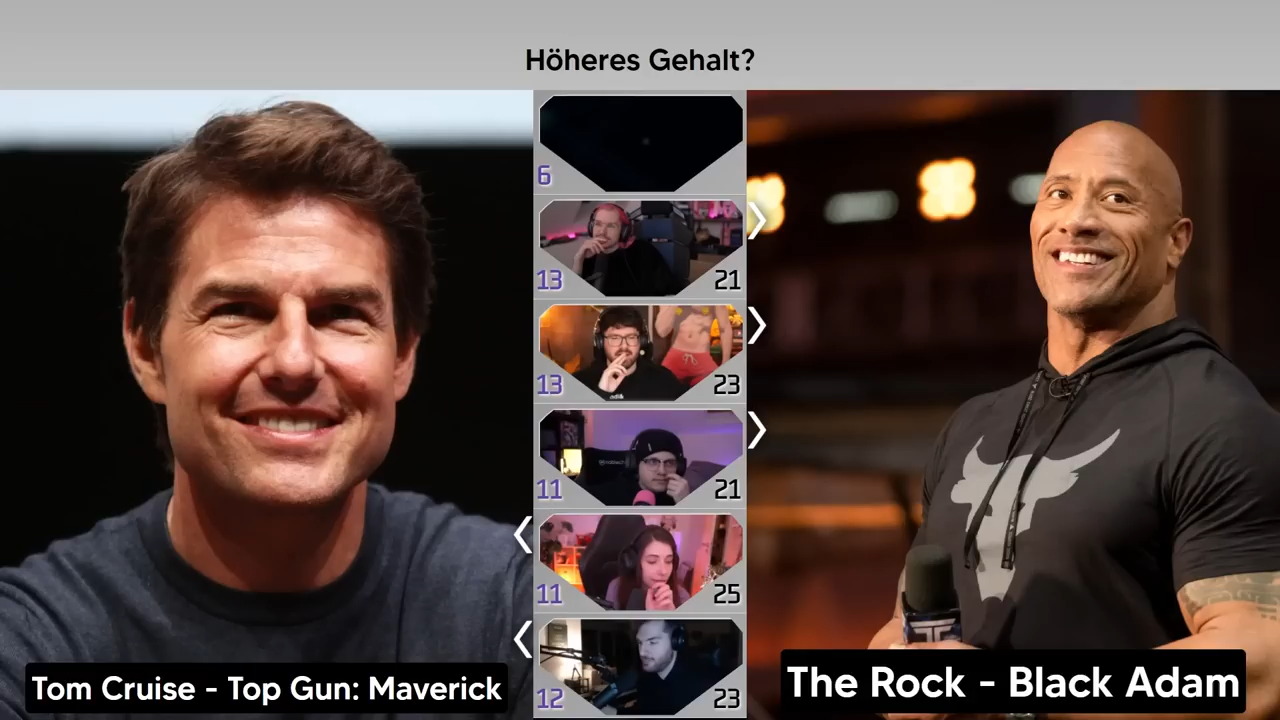 Höheres Gehalt?
6
13 21
13 23
11 21
11 25
12 23
Tom Cruise - Top Gun: Maverick
The Rock - Black Adam